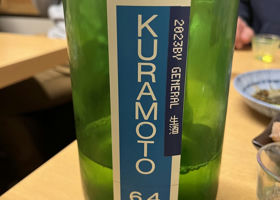 KURAMOTO
64
2023BY GENERAL 生酒